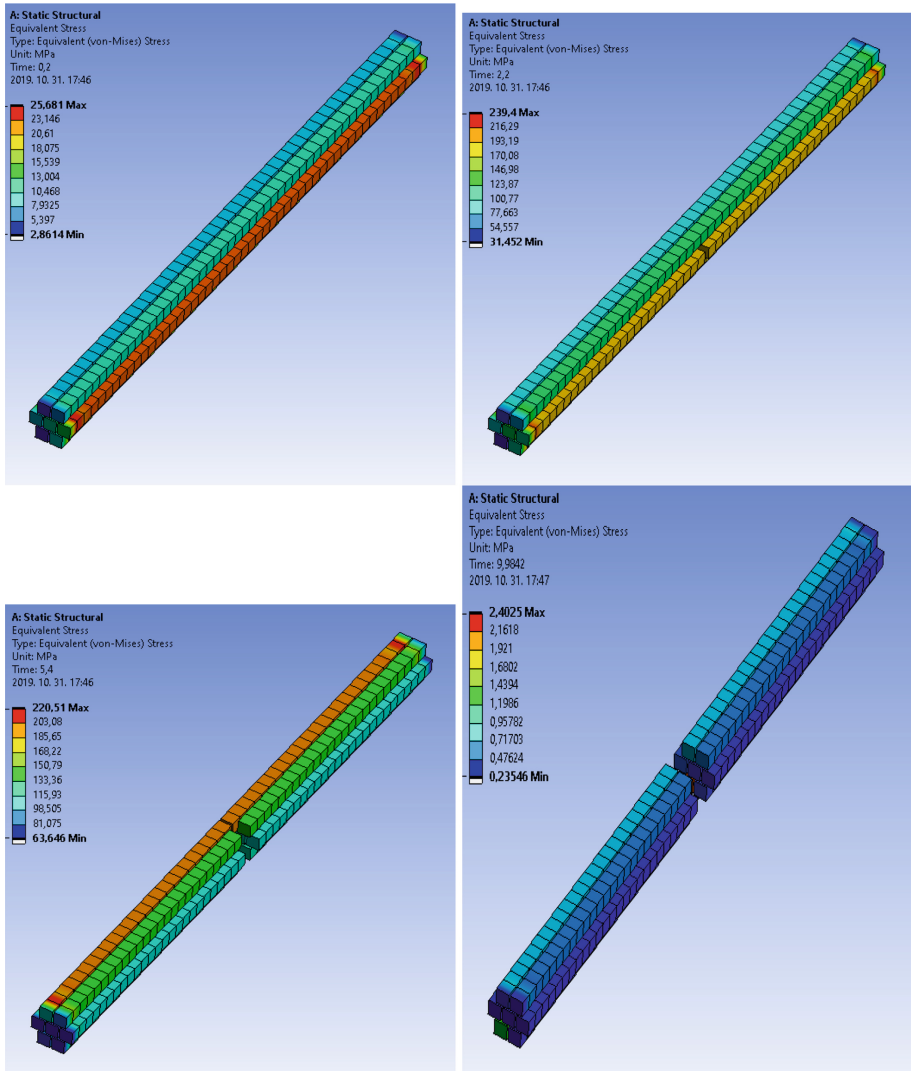 A: Static Structural
Equivalent Stress
Type: Equivalent (von-Mises) Stress
Unit: MPa
Time: 0,2
2019. 10. 31. 17:46
25,681 Max
23,146
20,61
18,075
15,539
13,004
10,468
7,9325
5,397
2,8614 Min
A: Static Structural
Equivalent Stress
Type: Equivalent (von-Mises) Stress
Unit: MPa
Time: 2,2
2019. 10. 31. 17:46
239,4 Max
216,29
193,19
170,08
146,98
123,87
100,77
77,663
54,557
31,452 Min
A: Static Structural
Equivalent Stress
Type: Equivalent (von-Mises) Stress
Unit: MPa
Time: 5,4
2019. 10. 31. 17:46
220,51 Max
203,08
185,65
168,22
150,79
133,36
115,93
98,505
81,075
63,646 Min
A: Static Structural
Equivalent Stress
Type: Equivalent (von-Mises) Stress
Unit: MPa
Time: 9,9842
2019. 10. 31. 17:47
2,4025 Max
2,1618
1,921
1,6802
1,4394
1,1986
0,95782
0,71703
0,47624
0,23546 Min